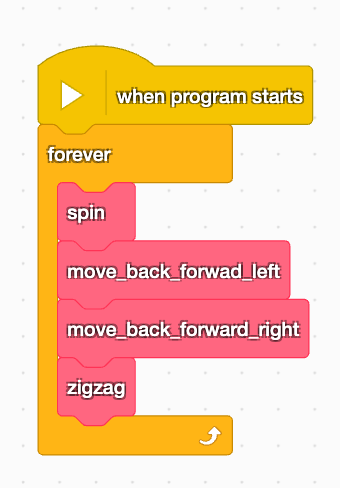 when program starts
forever
spin
move_back_forwad_left
move_back_forward_right
zigzag